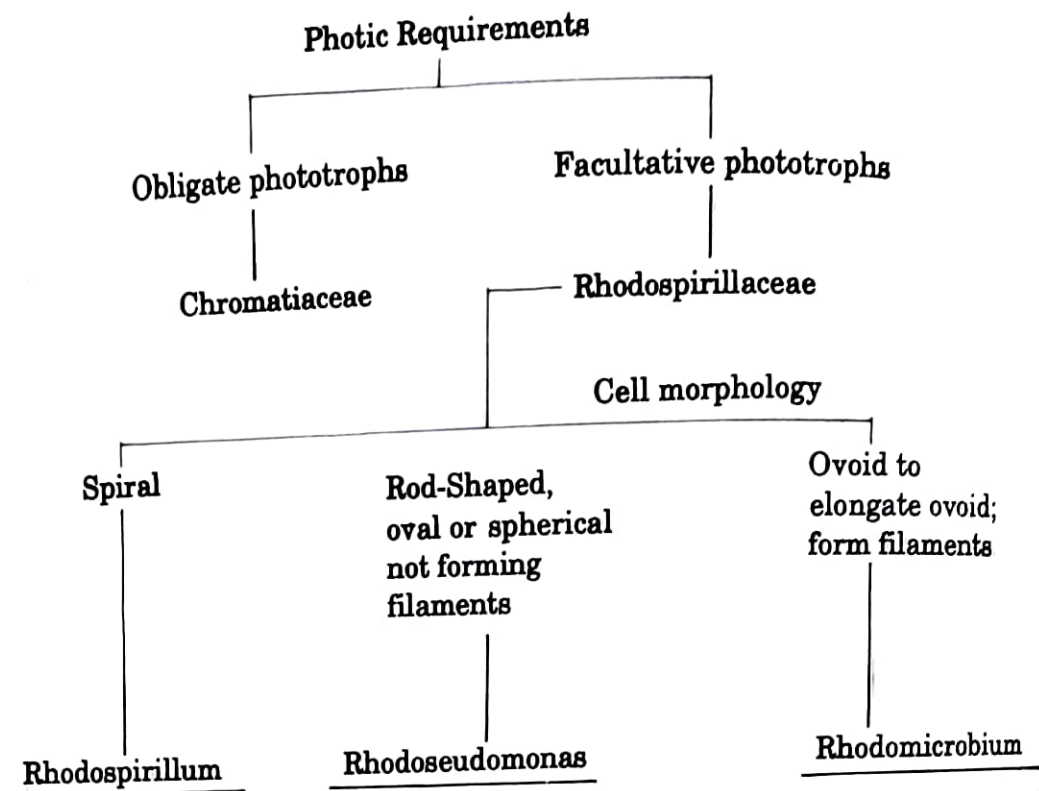 Photic Requirements
Obligate phototrophs
Facultative phototrophs
Chromatiaceae
Rhodospirillaceae
Cell morphology
Spiral
Rod-Shaped,
oval or spherical
not forming
filaments
Ovoid to
elongate ovoid;
form filaments
Rhodospirillum
Rhodoseudomonas
Rhodomicrobium